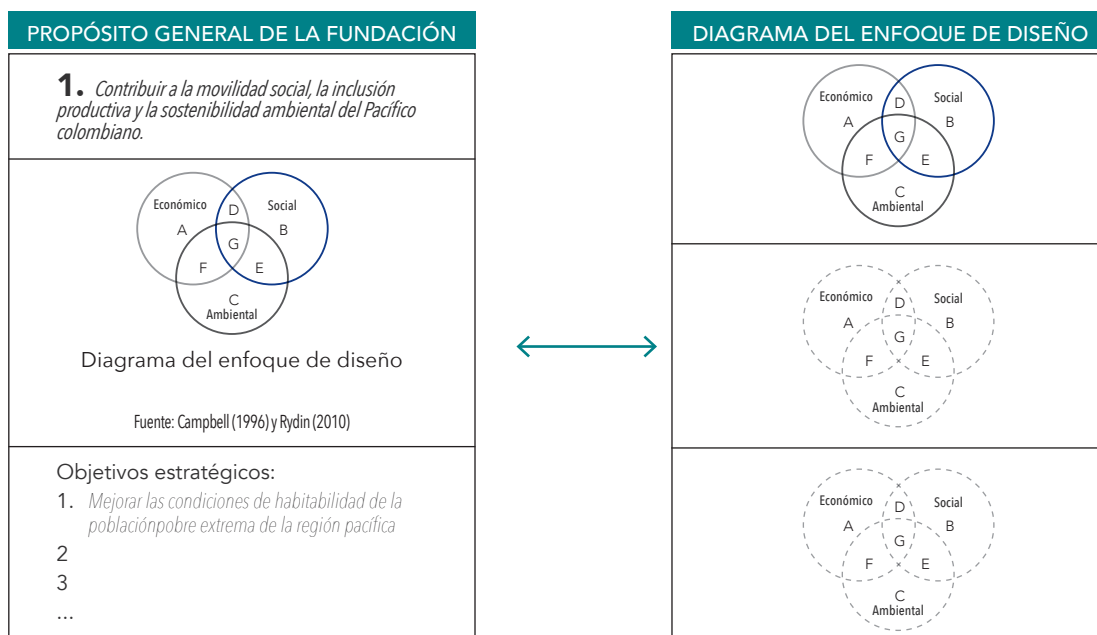 PROPÓSITO GENERAL DE LA FUNDACIÓN
1. Contribuir a la movilidad social, la inclusión
productiva y la sostenibilidad ambiental del Pacífico
colombiano.
Económico
D
Social
A
B
G
F
E
C
Ambiental
Diagrama del enfoque de diseño
Fuente: Campbell (1996) y Rydin (2010)
Objetivos estratégicos:
1. Mejorar las condiciones de habitabilidad de la
poblaciónpobre extrema de la región pacífica
2
3
...
DIAGRAMA DEL ENFOQUE DE DISEÑO
Económico
D
Social
A
B
G
F
E
C
Ambiental
Económico
D
Social
A
B
G
F
E
C
Ambiental
Económico
D
Social
A
B
G
F
E
C
Ambiental